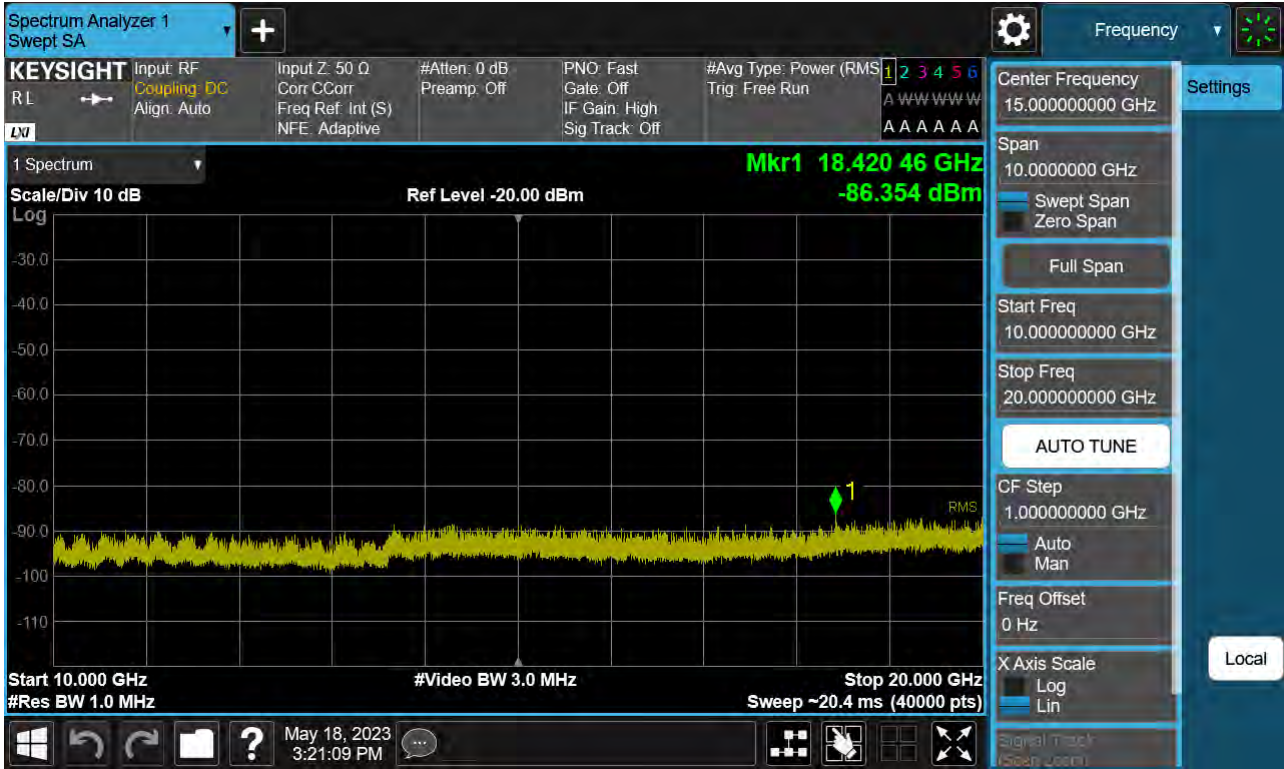 Spectrum Analyzer 1
Swept SA
+
Frequency
KEYSIGHT
RL
LXI
Input: RF
Coupling: DC
Align: Auto
Input Z: 50 Ω
Corr CCorr
Freq Ref: Int (S)
NFE: Adaptive
#Atten: 0 dB
Preamp: Off
PNO: Fast
Gate: Off
IF Gain: High
Sig Track: Off
#Avg Type: Power (RMS
Trig: Free Run
1 2 3 4 5 6
A W W W W W
A A A A A A
1 Spectrum
Scale/Div 10 dB
Log
Ref Level -20.00 dBm
Mkr1 18.420 46 GHz
-86.354 dBm
-30.0
-40.0
-50.0
-60.0
-70.0
-80.0
-90.0
-100
-110
1
RMS
Start 10.000 GHz
#Res BW 1.0 MHz
#Video BW 3.0 MHz
Stop 20.000 GHz
Sweep ~20.4 ms (40000 pts)
Center Frequency
15.000000000 GHz
Span
10.0000000 GHz
Swept Span
Zero Span
Full Span
Start Freq
10.000000000 GHz
Stop Freq
20.000000000 GHz
AUTO TUNE
CF Step
1.000000000 GHz
Auto
Man
Freq Offset
0 Hz
X Axis Scale
Log
Lin
Signal Track
(Span Zoom)
Settings
Local
?
May 18, 2023
3:21:09 PM